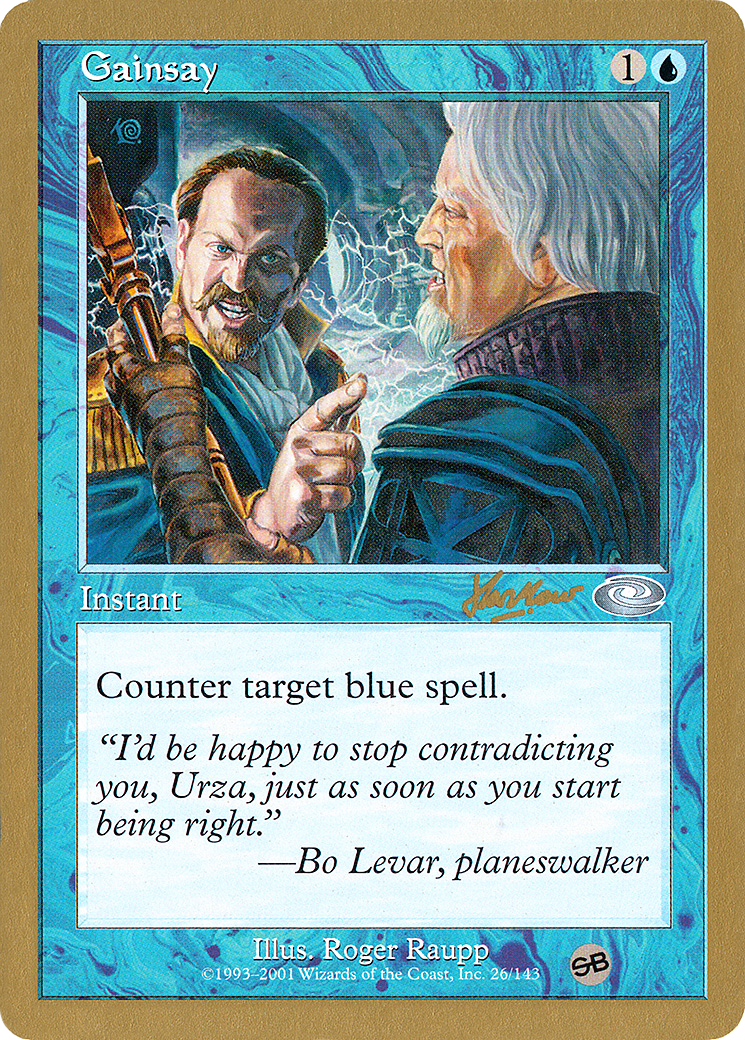 Gainsay 1
Instant
Counter target blue spell.
“I’d be happy to stop contradicting
you, Urza, just as soon as you start
being right.”
—Bo Levar, planeswalker
Illus. Roger Raupp
©1993–2001 Wizards of the Coast, Inc. 26/143
SB